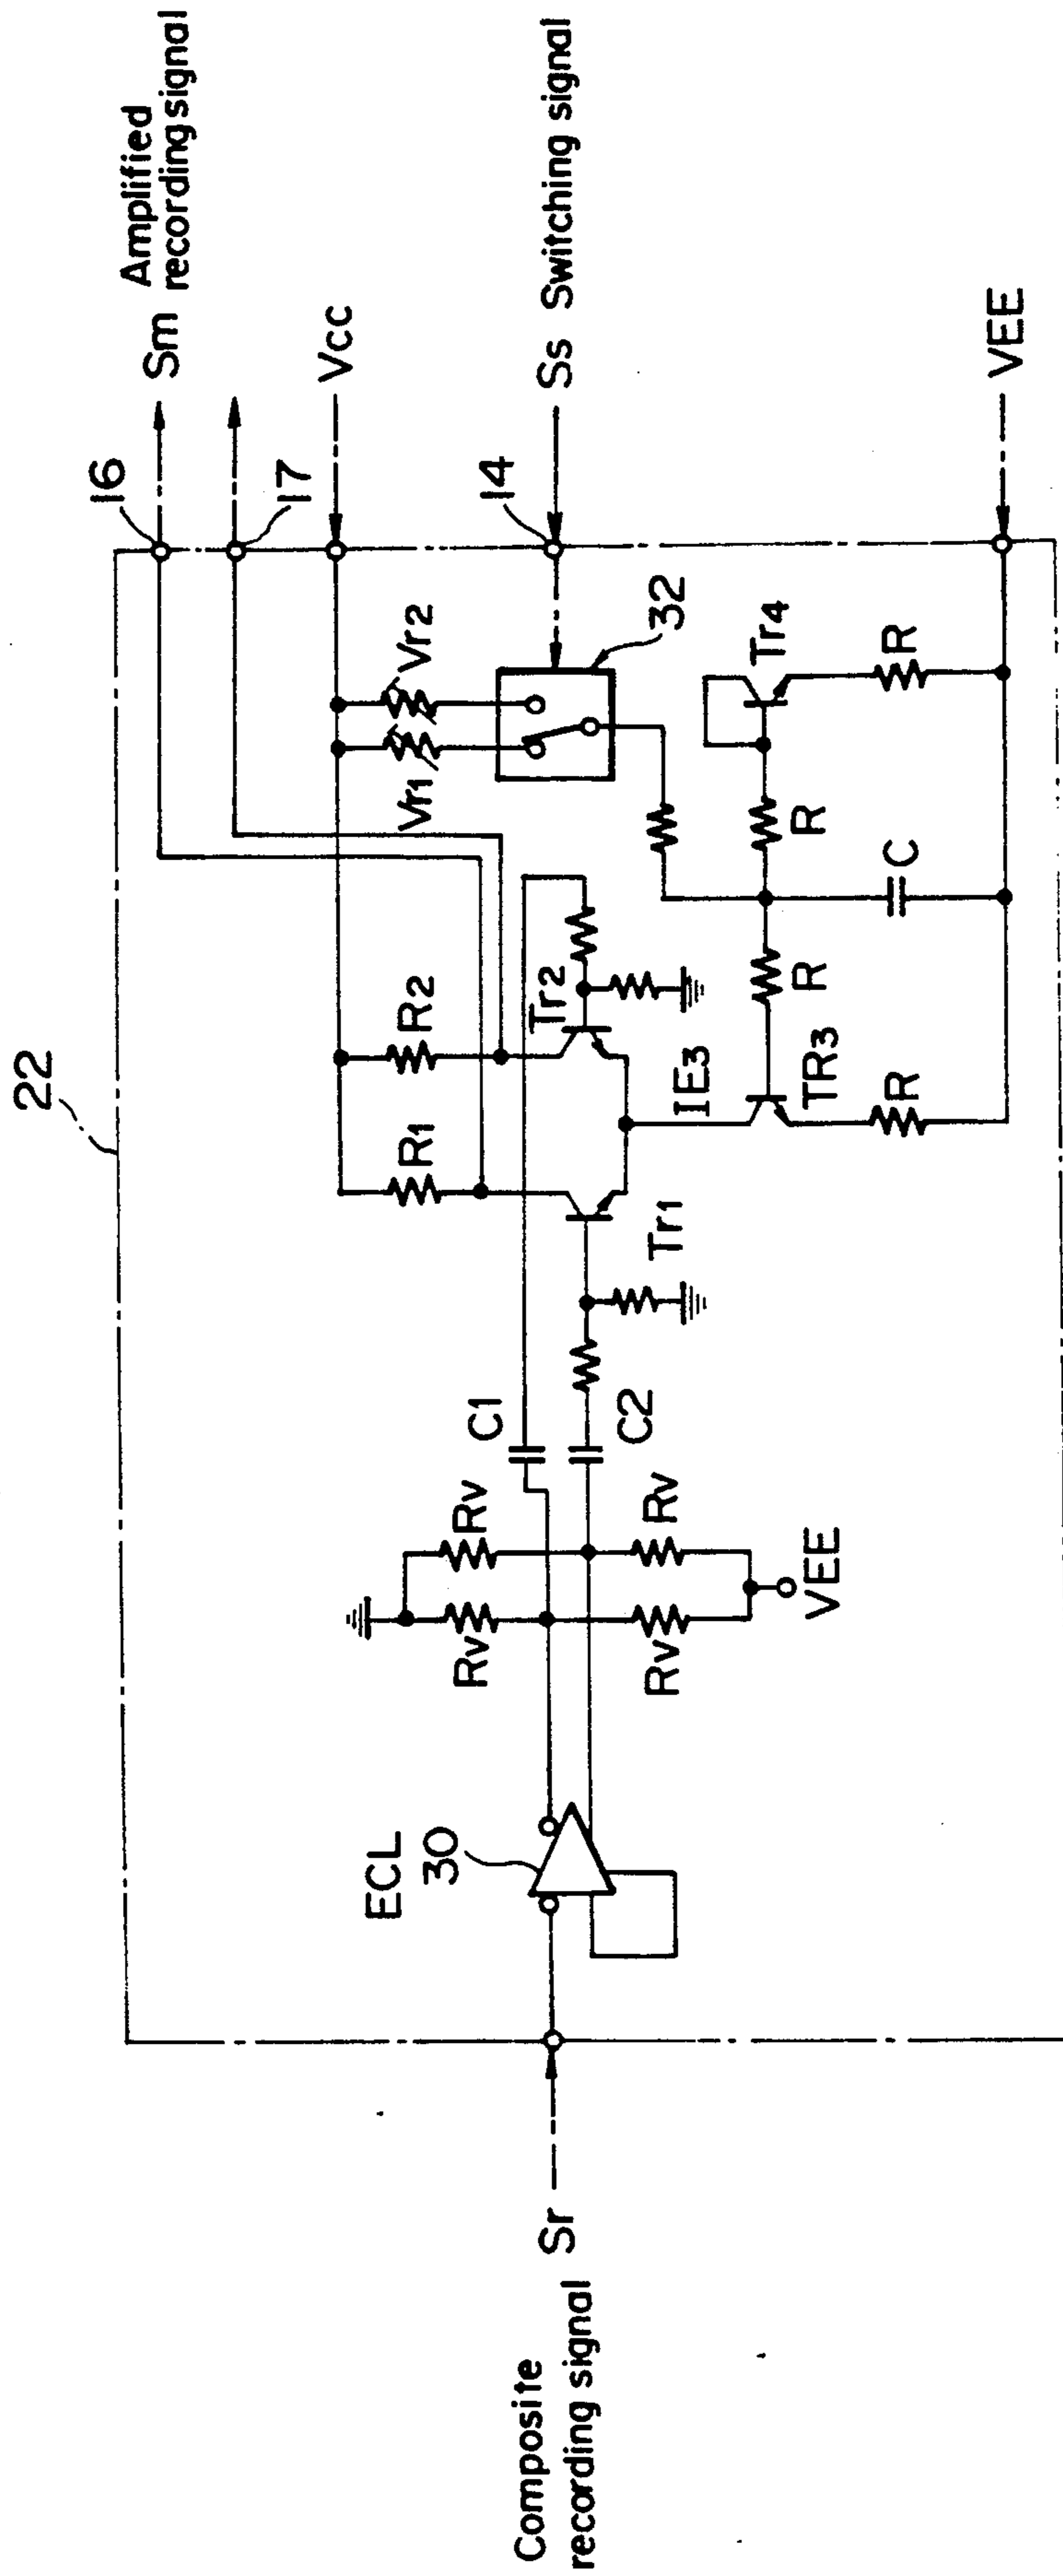 22
16
Sm
Amplified
recording signal
17
Vcc
R1
R2
Vr1
Vr2
14
Ss Switching signal
32
ECL
30
Rv
Rv
C1
C2
Rv
Rv
VEE
Tr1
Tr2
IE3
TR3
R
R
R
C
Tr4
R
VEE
Composite
recording signal
Sr